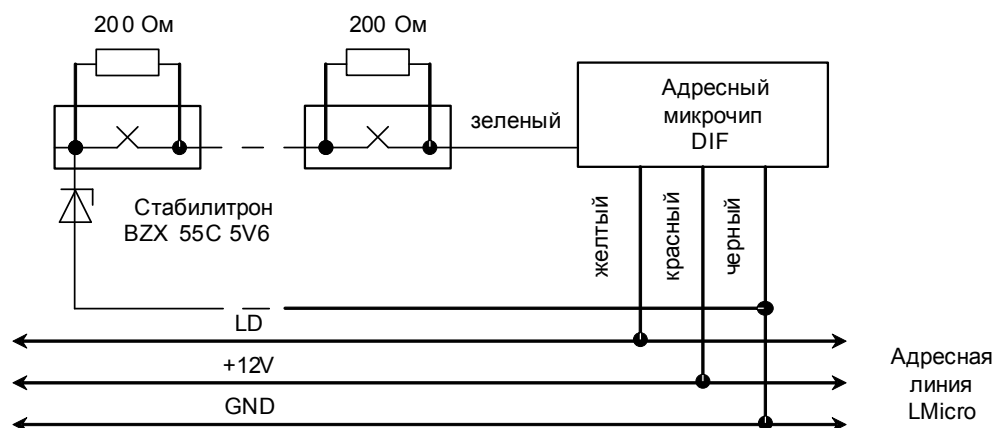 200 Ом
200 Ом
Адресный
микрочип
DIF
зеленый
Стабилитрон
BZX 55C 5V6
желтый
красный
черный
LD
+12V
GND
Адресная
линия
LMicro